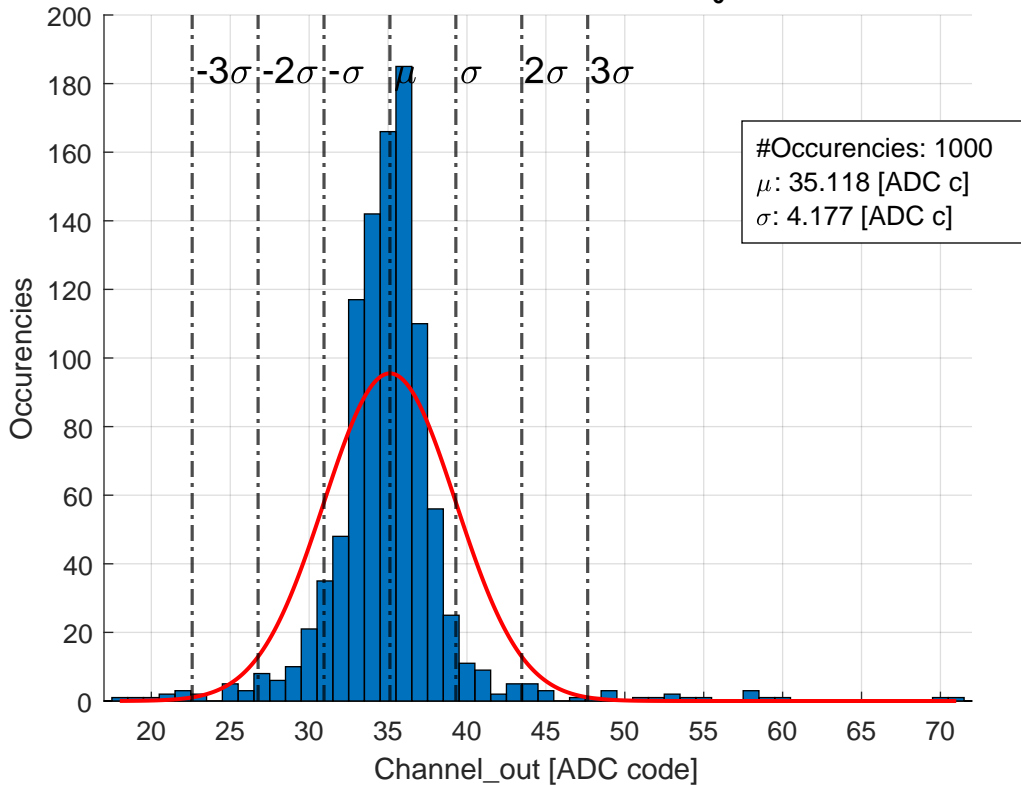 200
180
160
140
120
100
80
60
40
20
0
Occurencies
-3σ -2σ -σ μ σ 2σ 3σ
#Occurencies: 1000
μ: 35.118 [ADC c]
σ: 4.177 [ADC c]
20 25 30 35 40 45 50 55 60 65 70
Channel_out [ADC code]